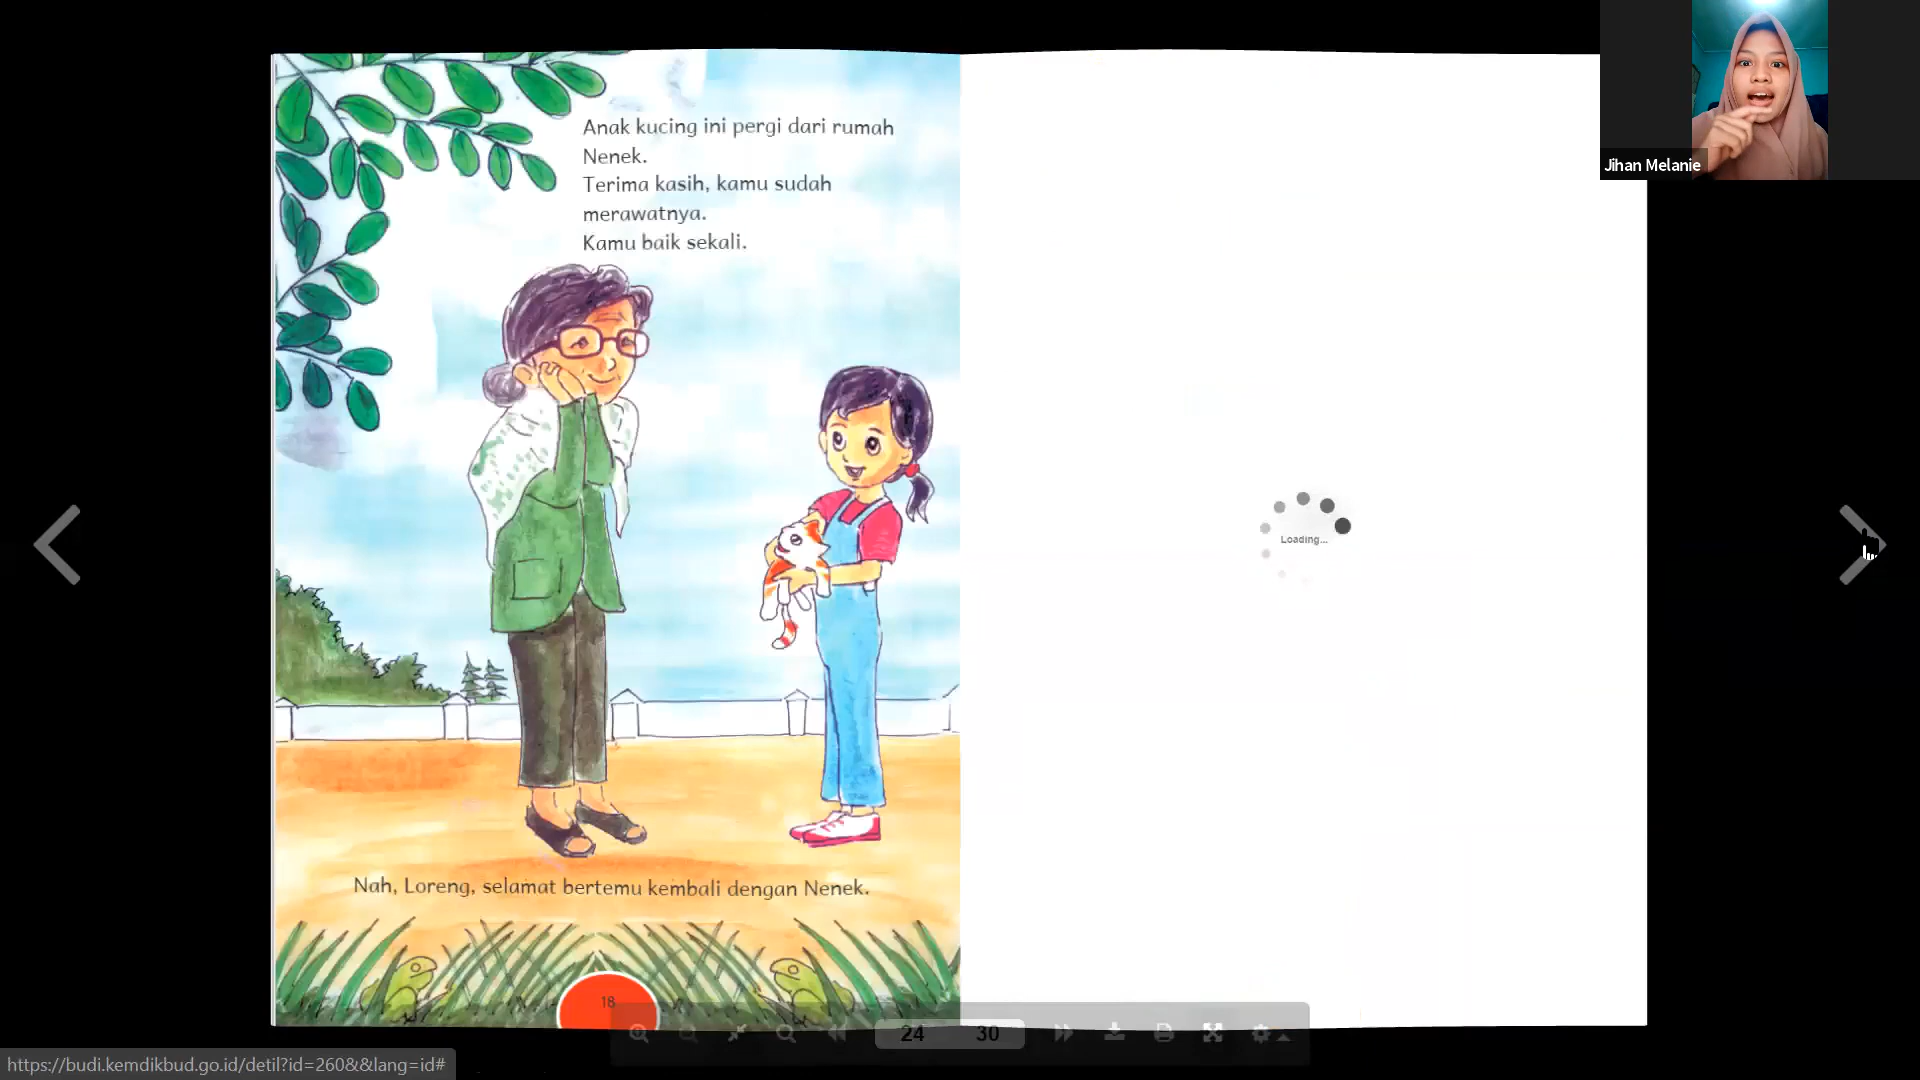 Anak kucing ini pergi dari rumah
Nenek.
Terima kasih, kamu sudah
merawatnya.
Kamu baik sekali.
Jihan Melanie
Loading...
Nah, Loreng, selamat bertemu kembali dengan Nenek.
18
24
30
https://budi.kemdikbud.go.id/detil?id=260&&lang=id#